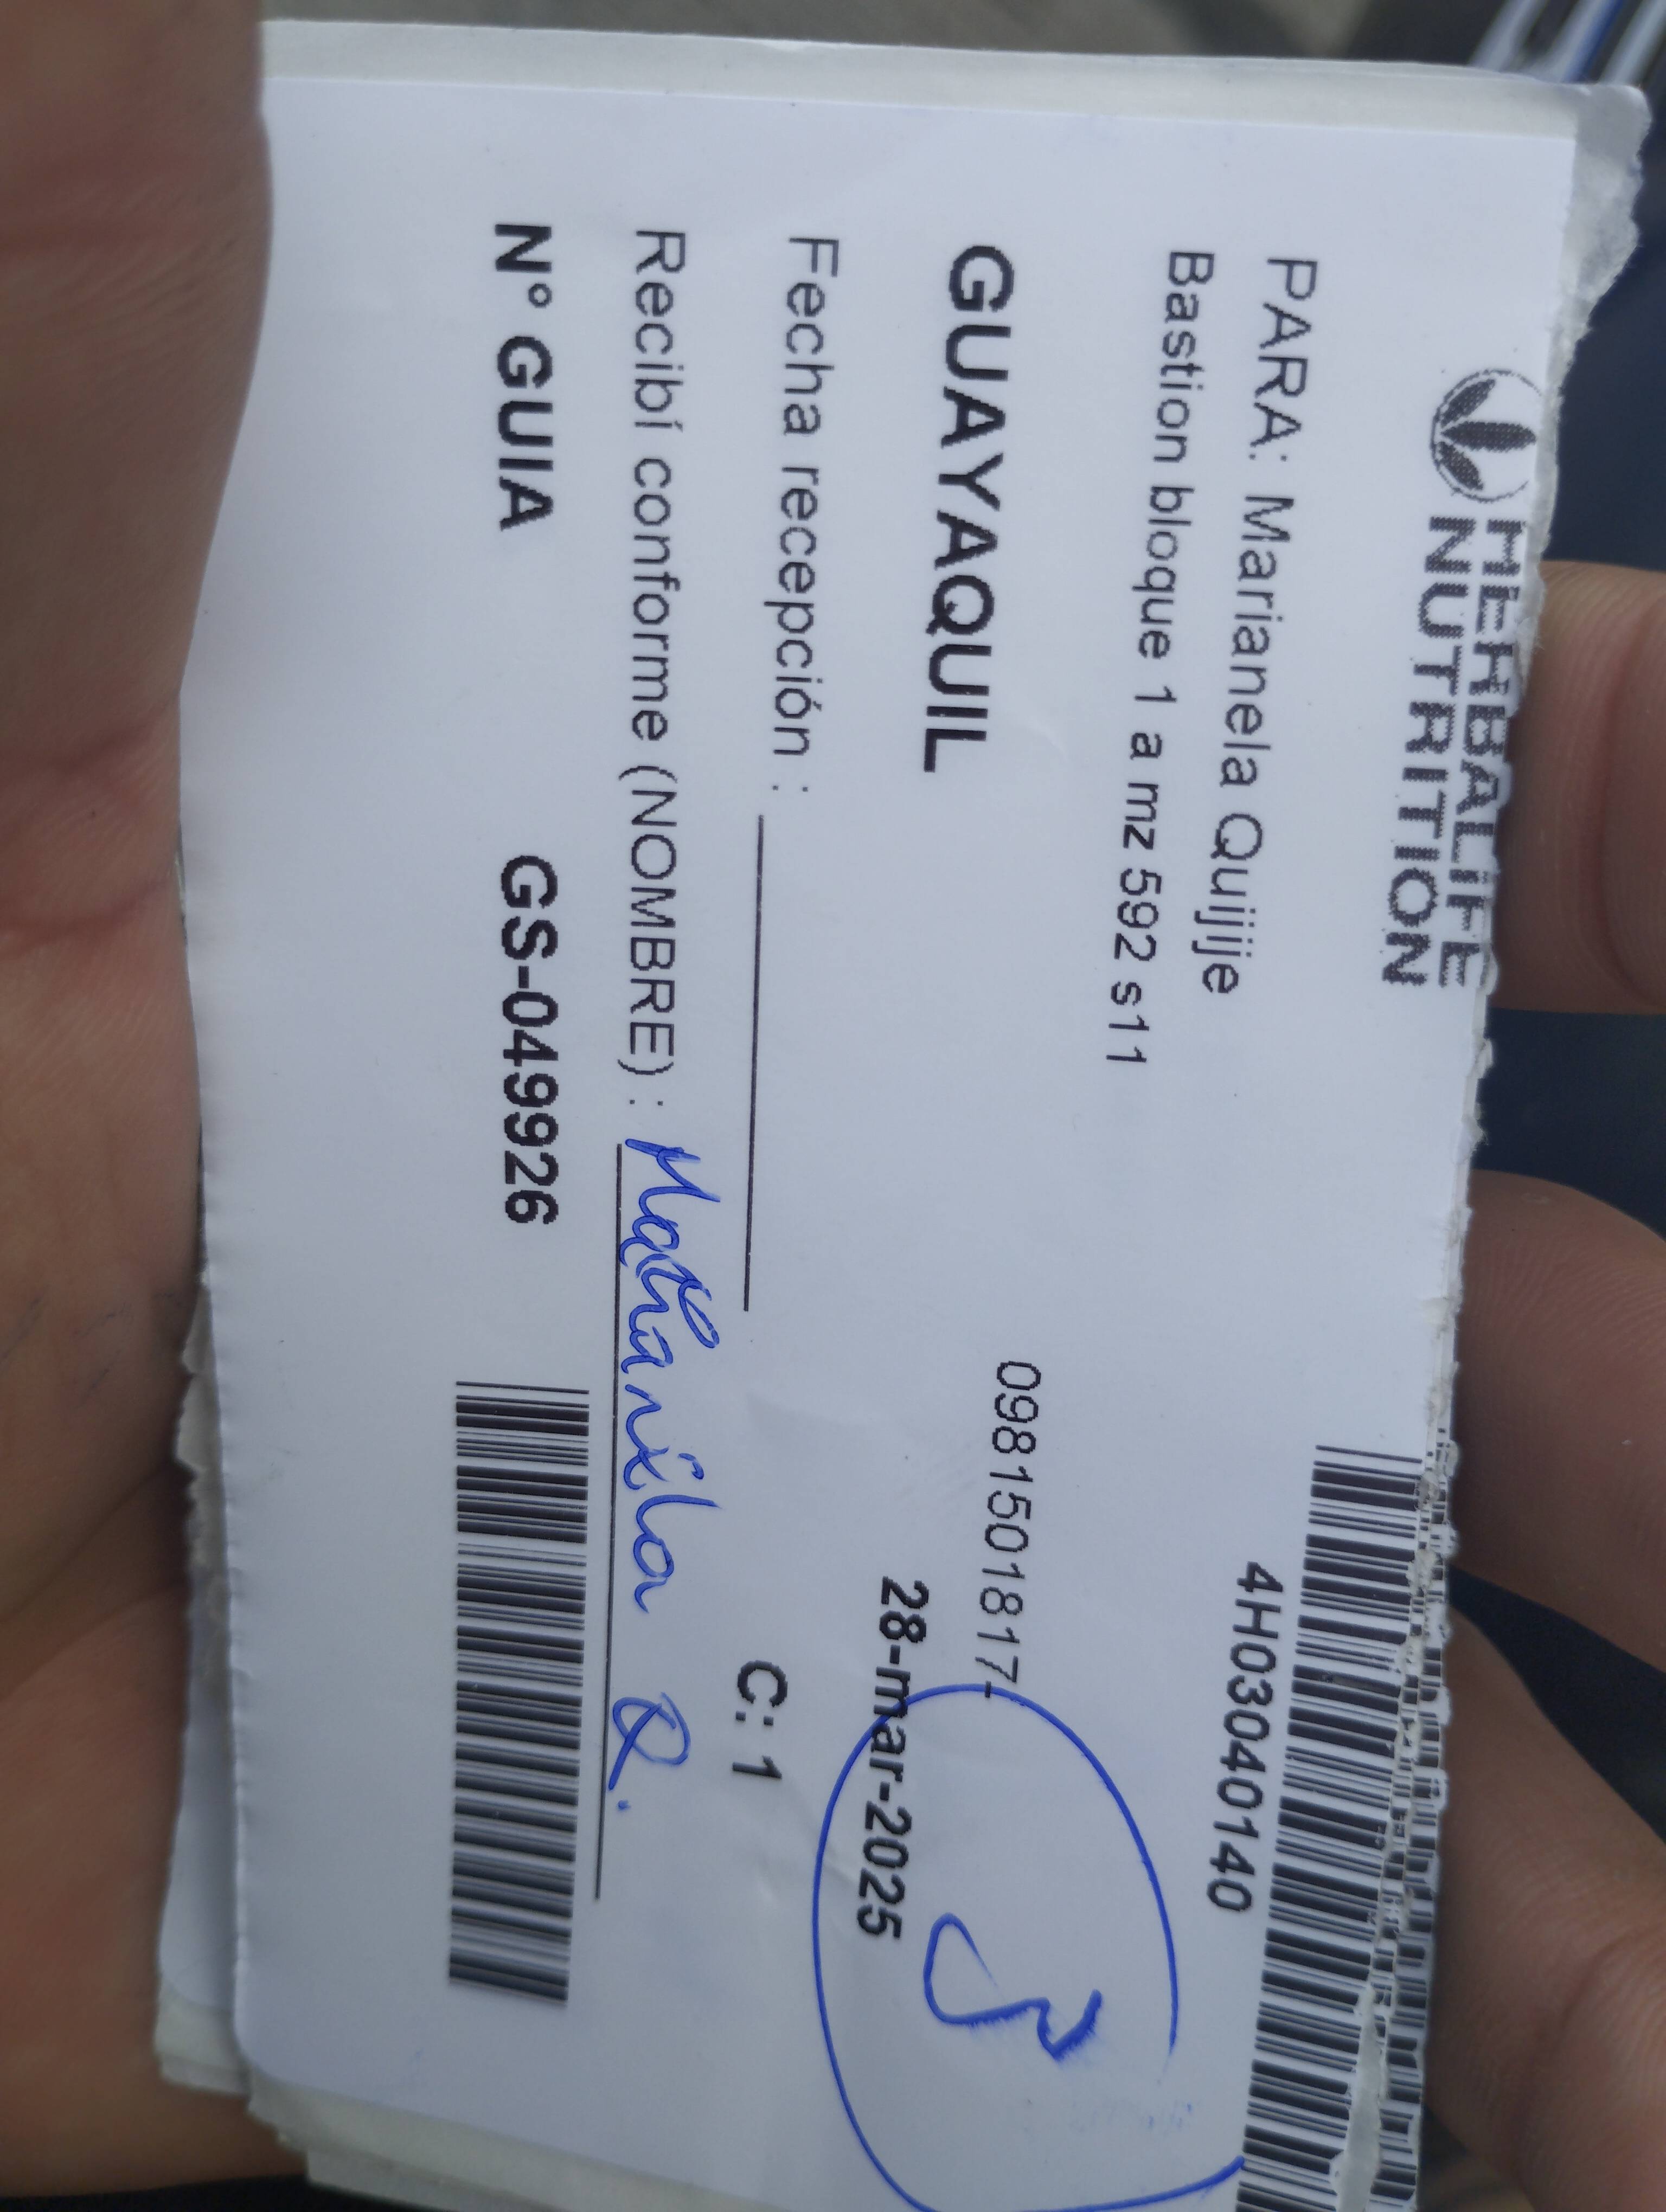 HERBALIFE
NUTRITION
4H03040140
PARA: Marianela Quijije
Bastion bloque 1 a mz 592 s11
0981501817
GUAYAQUIL
28-mar-2025
Fecha recepción :
C: 1
Recibí conforme (NOMBRE) : Q.
N° GUIA GS-049926